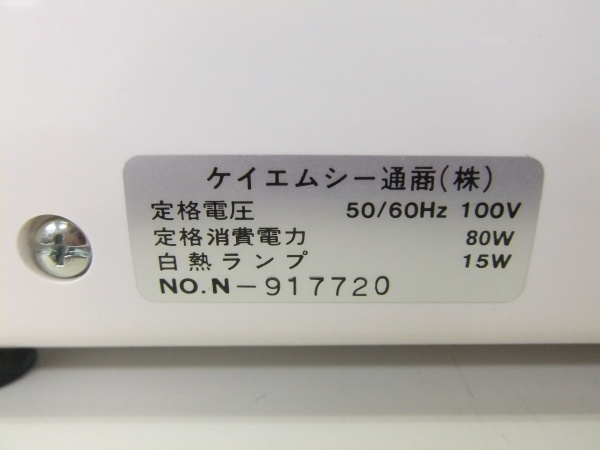 ケイエムシー通商(株)
定格電圧 50/60Hz 100V
定格消費電力 80W
白熱ランプ 15W
NO.N-917720